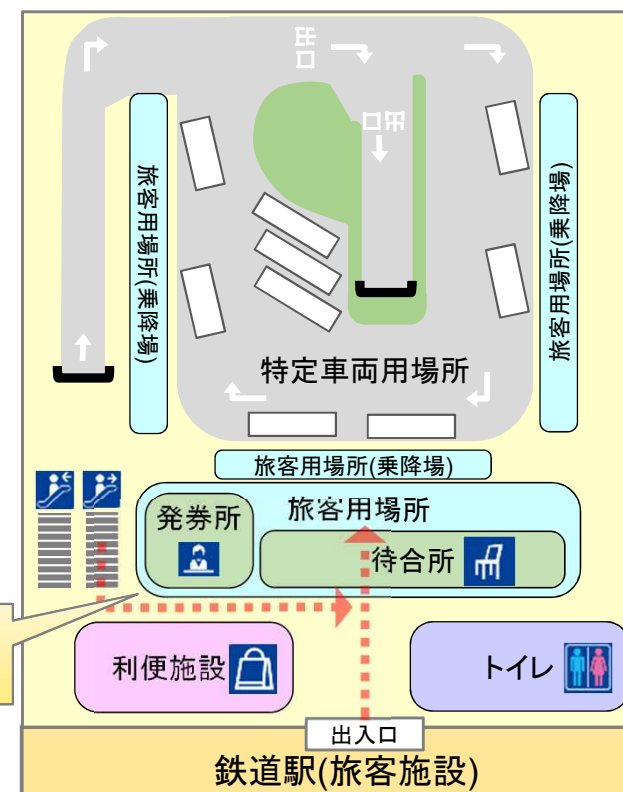 出口
出口
旅客用場所(乗降場)
旅客用場所(乗降場)
特定車両用場所
旅客用場所(乗降場)
旅客用場所
発券所
待合所
利便施設
トイレ
出入口
鉄道駅(旅客施設)